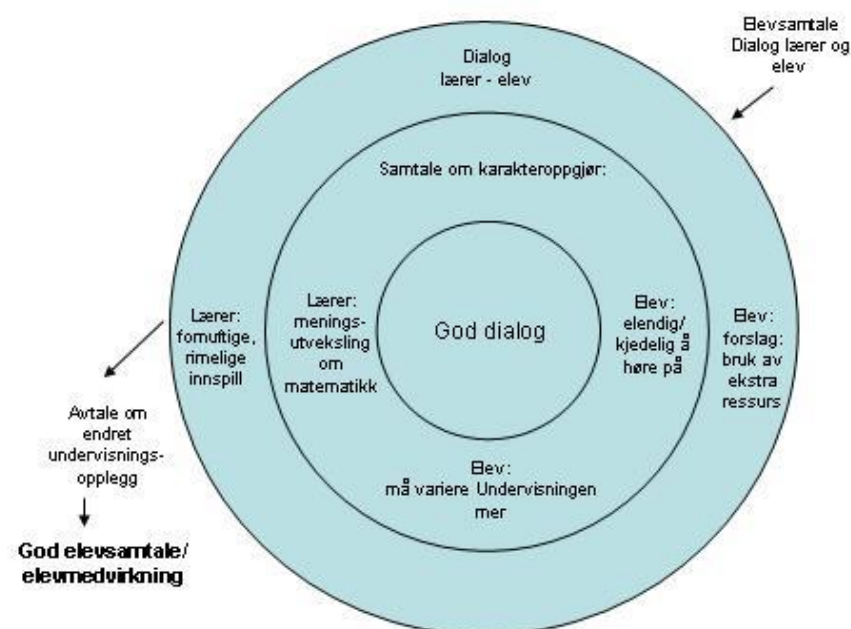 Elevsamtale
Dialog lærer og
elev
Dialog
lærer - elev
Samtale om karakteroppgjør:
Lærer:
fornuftige,
rimelige
innspill
Lærer:
menings-
utveksling
om
matematikk
God dialog
Elev:
elendig/
kjedelig å
høre på
Elev:
forslag:
bruk av
ekstra
ressurs
Elev:
må variere Undervisningen
mer
Avtale om
endret
undervisnings-
opplegg
God elevsamtale/
elevmedvirkning